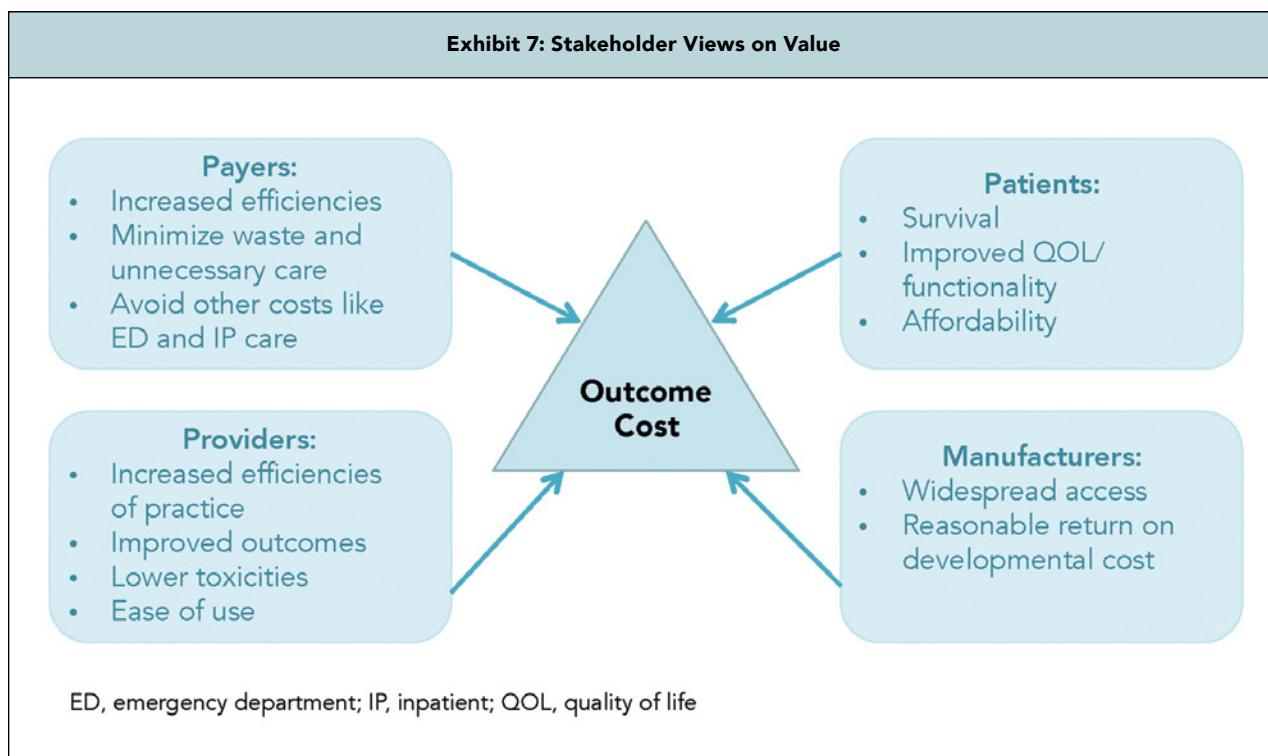 Exhibit 7: Stakeholder Views on Value
Payers:
• Increased efficiencies
• Minimize waste and
unnecessary care
• Avoid other costs like
ED and IP care
Patients:
• Survival
• Improved QOL/
functionality
• Affordability
Outcome
Cost
Providers:
• Increased efficiencies
of practice
• Improved outcomes
• Lower toxicities
• Ease of use
Manufacturers:
• Widespread access
• Reasonable return on
developmental cost
ED, emergency department; IP, inpatient; QOL, quality of life